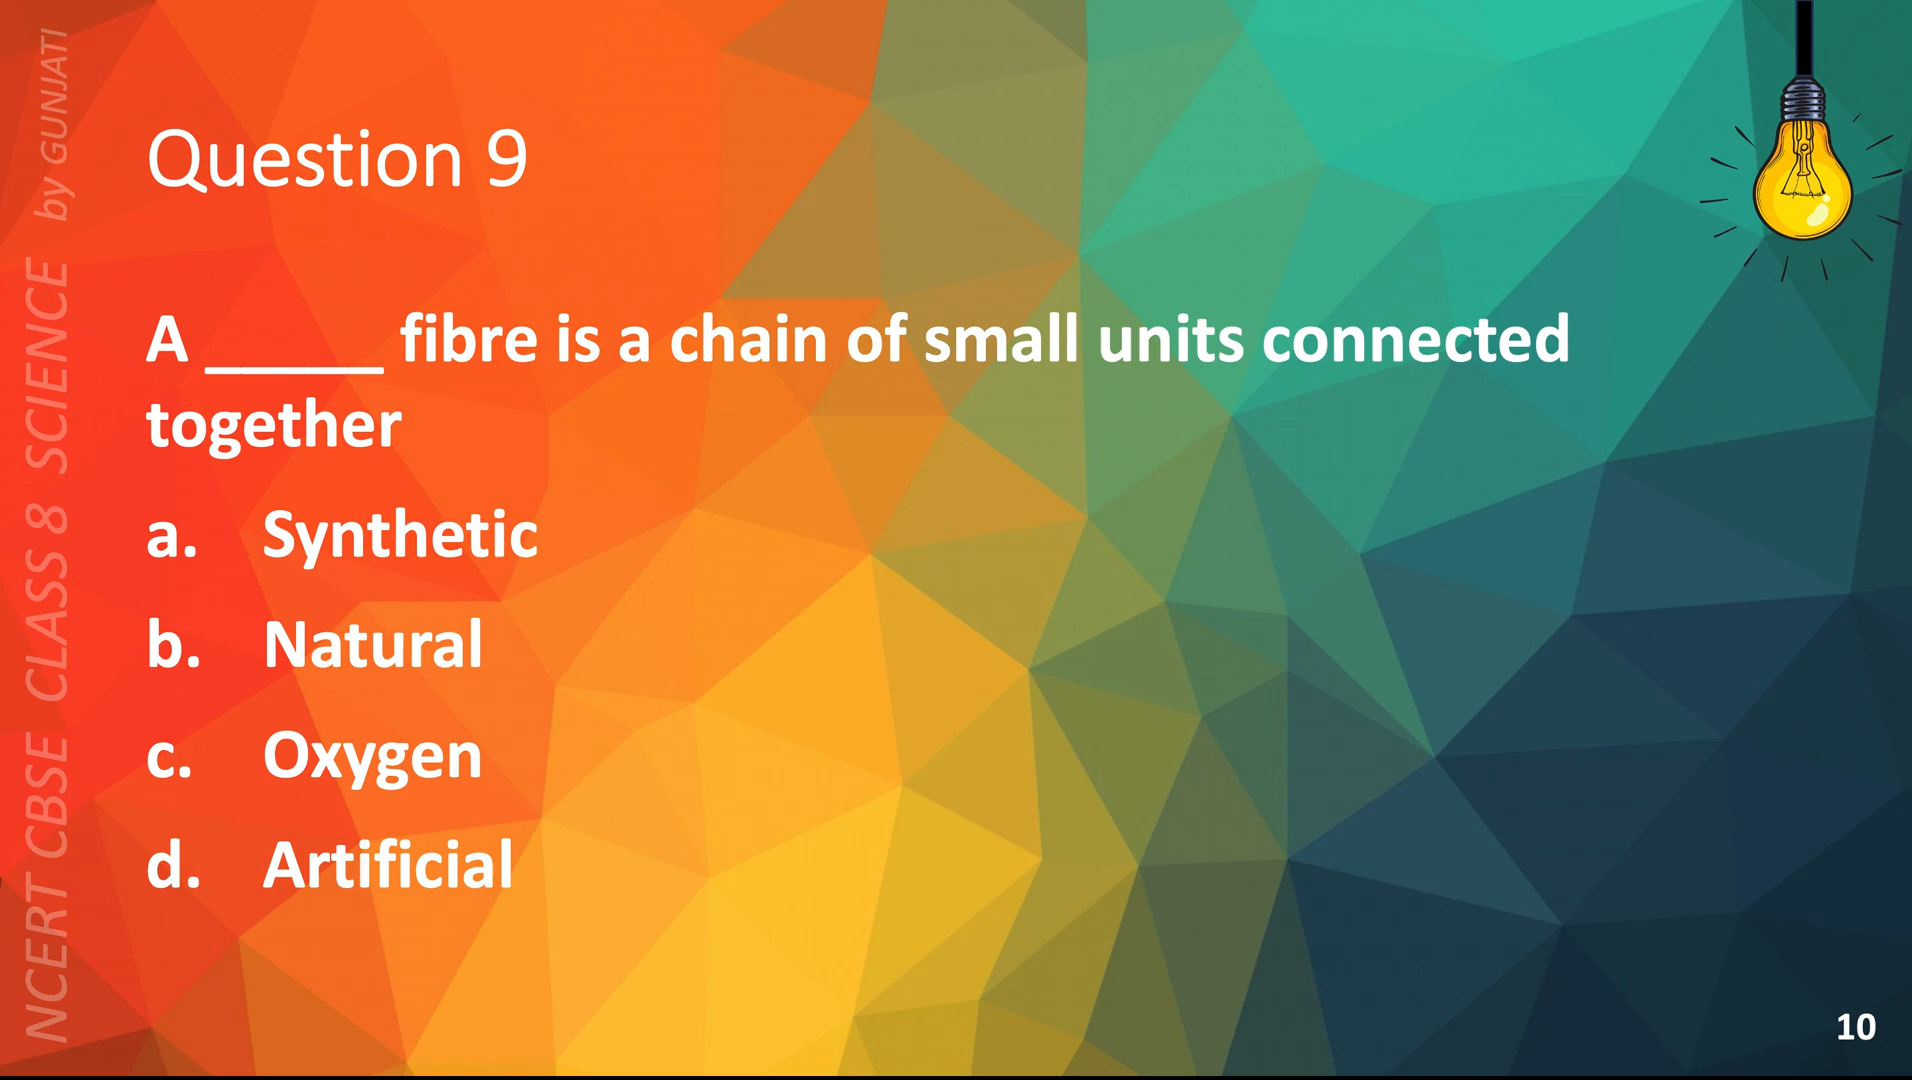 NCERT CBSE CLASS 8 SCIENCE by GUNJATI
Question 9
A _____ fibre is a chain of small units connected
together
a. Synthetic
b. Natural
c. Oxygen
d. Artificial
10